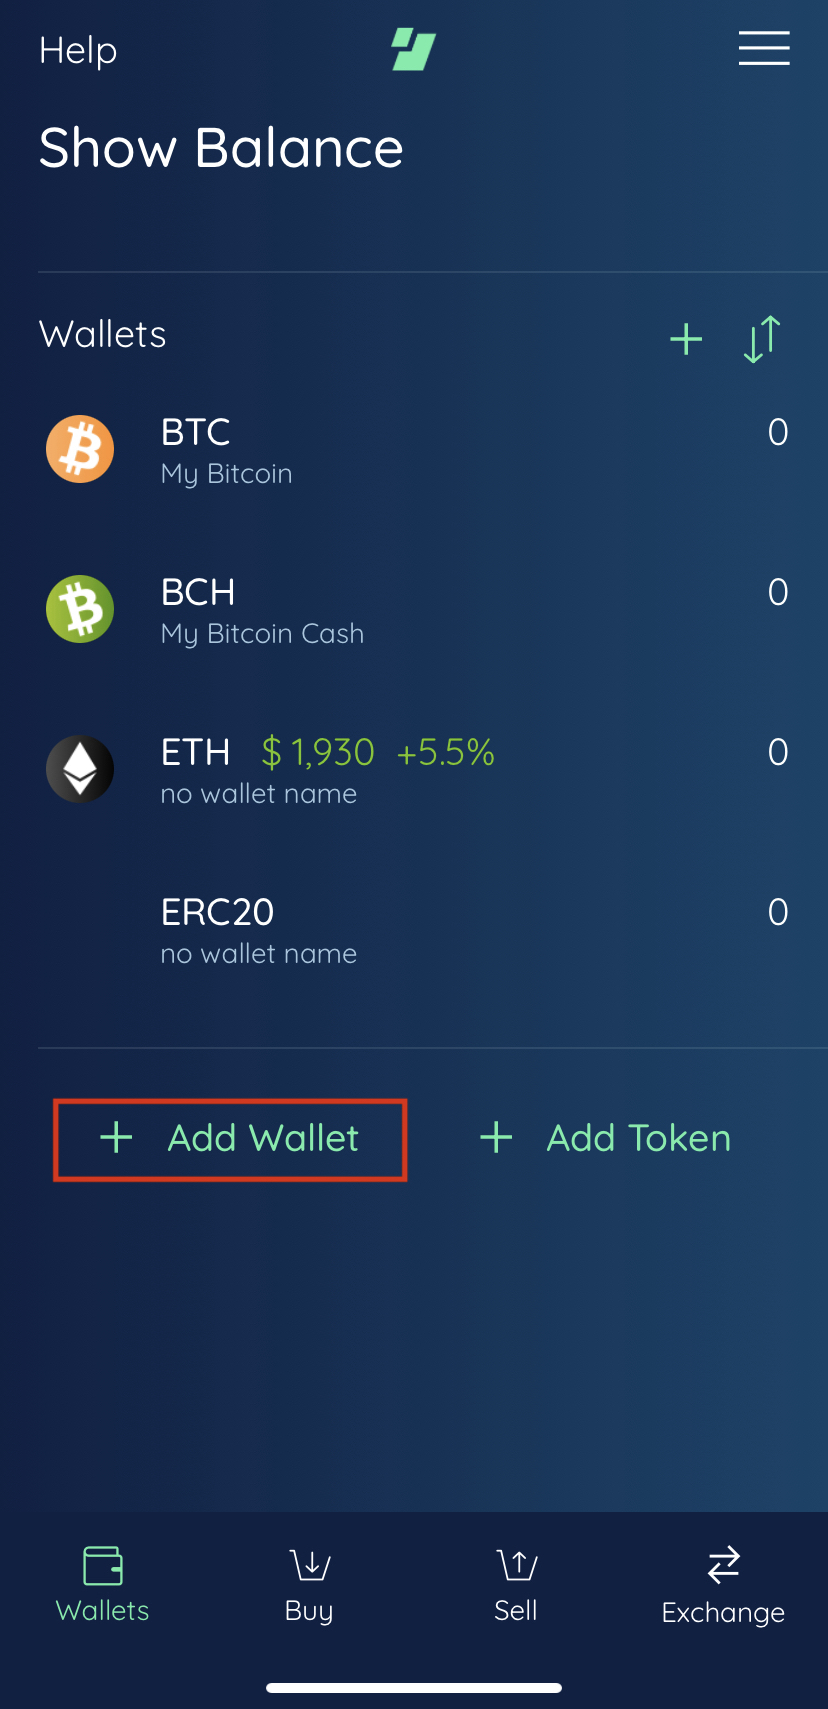 Help
Show Balance
Wallets
BTC 0
My Bitcoin
BCH 0
My Bitcoin Cash
ETH $ 1,930 +5.5% 0
no wallet name
ERC20 0
no wallet name
+ Add Wallet + Add Token
Wallets Buy Sell Exchange